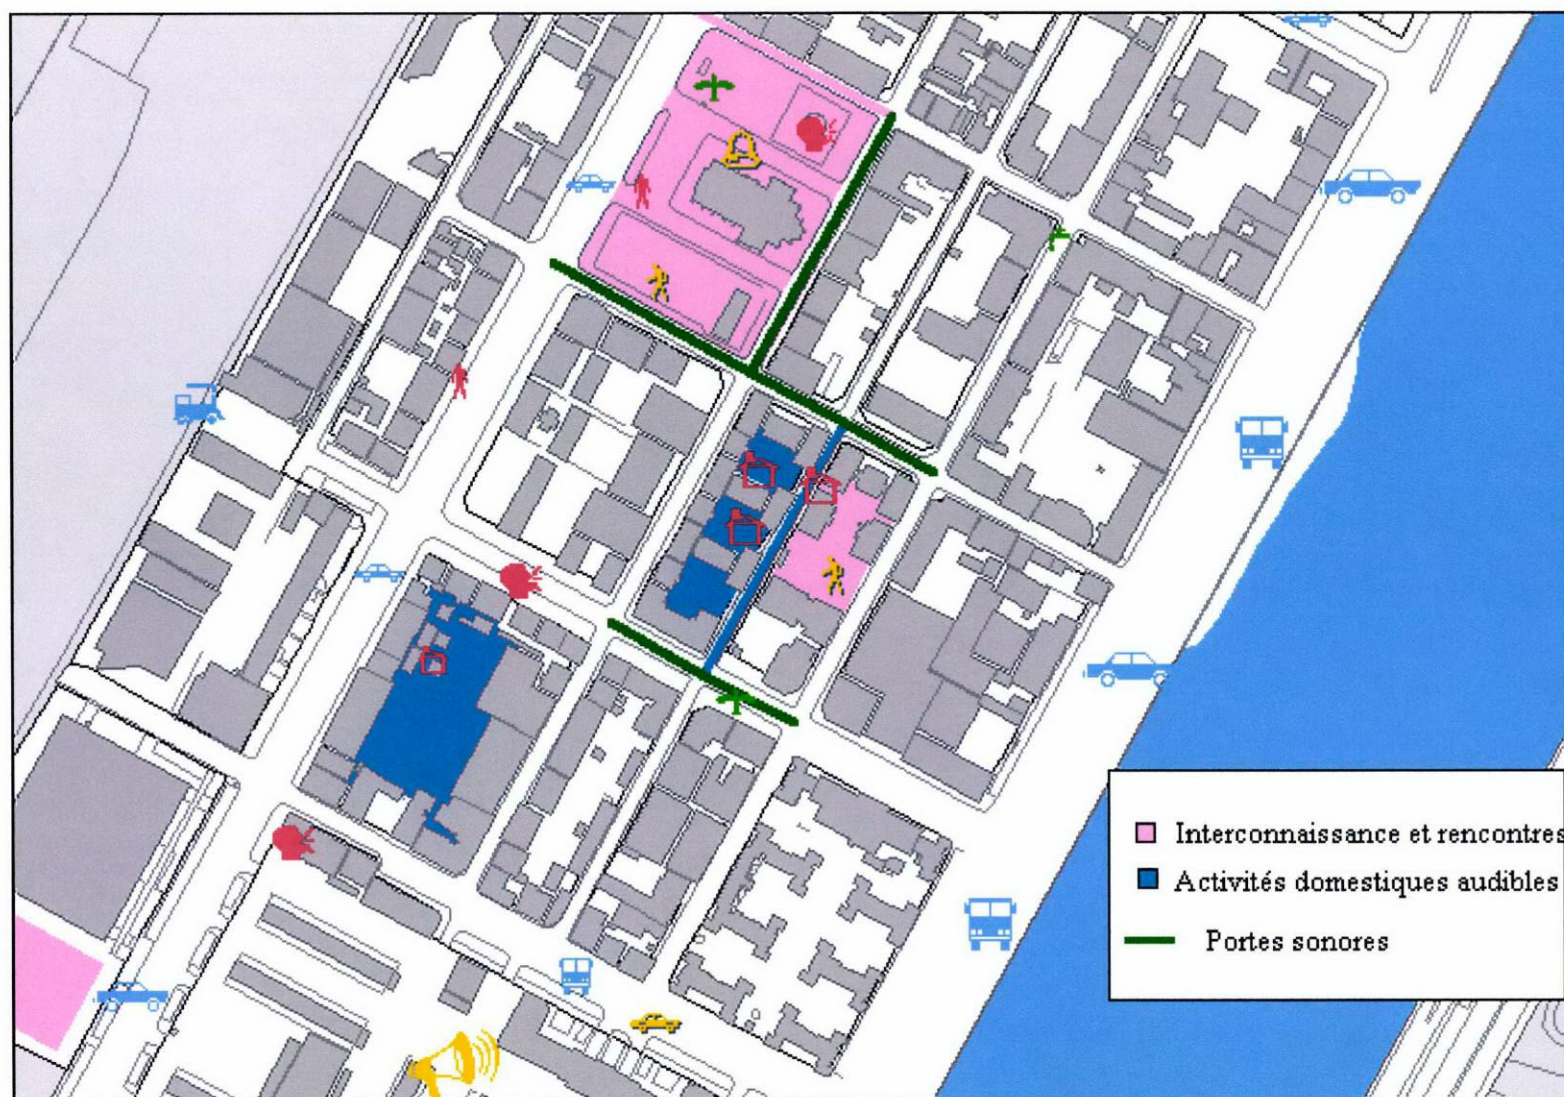 Interconnaissance et rencontres
Activités domestiques audibles
Portes sonores